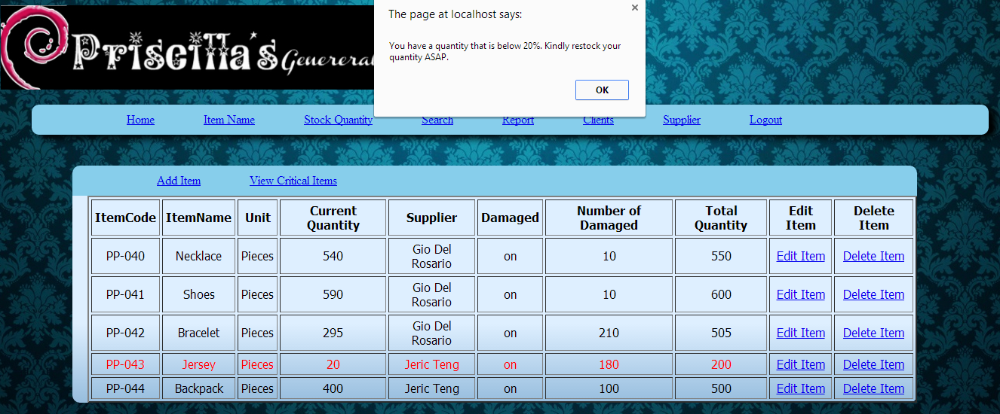 Priscilla's Genereral
The page at localhost says:
You have a quantity that is below 20%. Kindly restock your
quantity ASAP.
OK
Home Item Name Stock Quantity Search Report Clients Supplier Logout
Add Item View Critical Items
ItemCode ItemName Unit Current Quantity Supplier Damaged Number of Damaged Total Quantity Edit Item Delete Item
PP-040 Necklace Pieces 540 Gio Del Rosario on 10 550 Edit Item Delete Item
PP-041 Shoes Pieces 590 Gio Del Rosario on 10 600 Edit Item Delete Item
PP-042 Bracelet Pieces 295 Gio Del Rosario on 210 505 Edit Item Delete Item
PP-043 Jersey Pieces 20 Jeric Teng on 180 200 Edit Item Delete Item
PP-044 Backpack Pieces 400 Jeric Teng on 100 500 Edit Item Delete Item